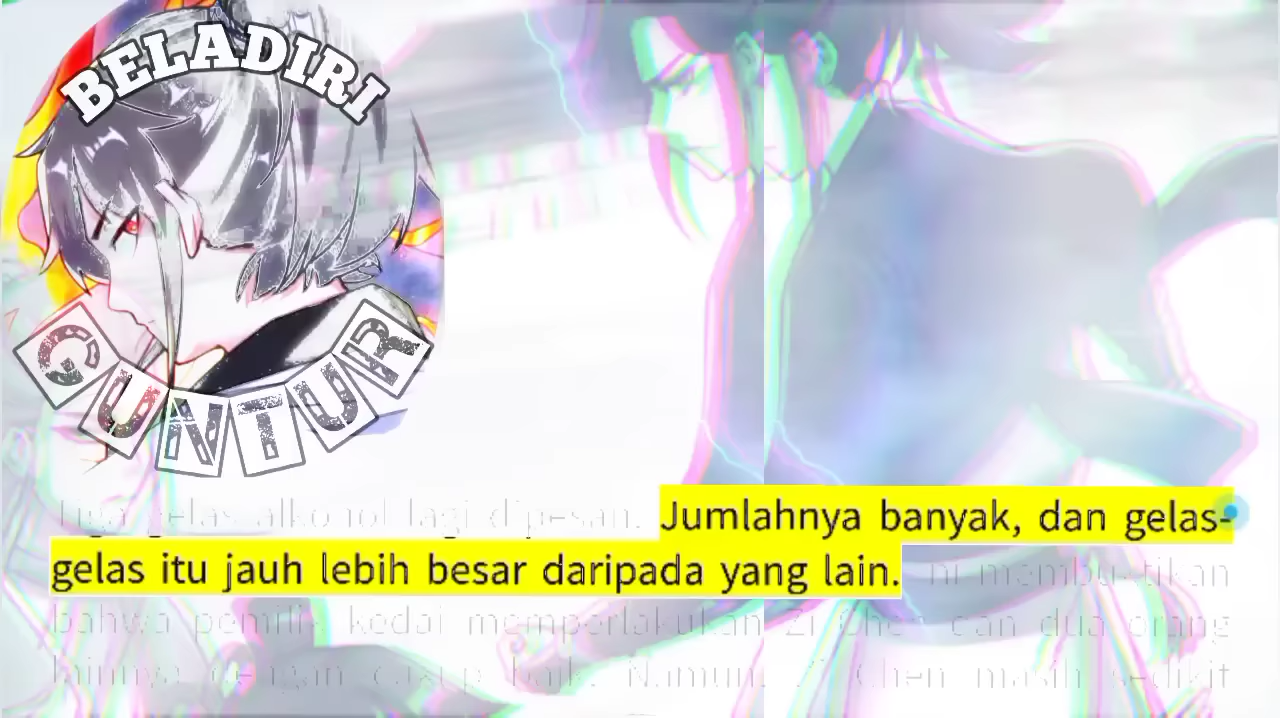 BELADIRI
GUNTUR
Tiga gelas alkohol lagi dipesan. Jumlahnya banyak, dan gelas-
gelas itu jauh lebih besar daripada yang lain. Ini membuktikan
bahwa pemilik kedai memperlakukan Zi Chen dan dua orang
lainnya dengan cukup baik. Namun, Zi Chen masih sedikit